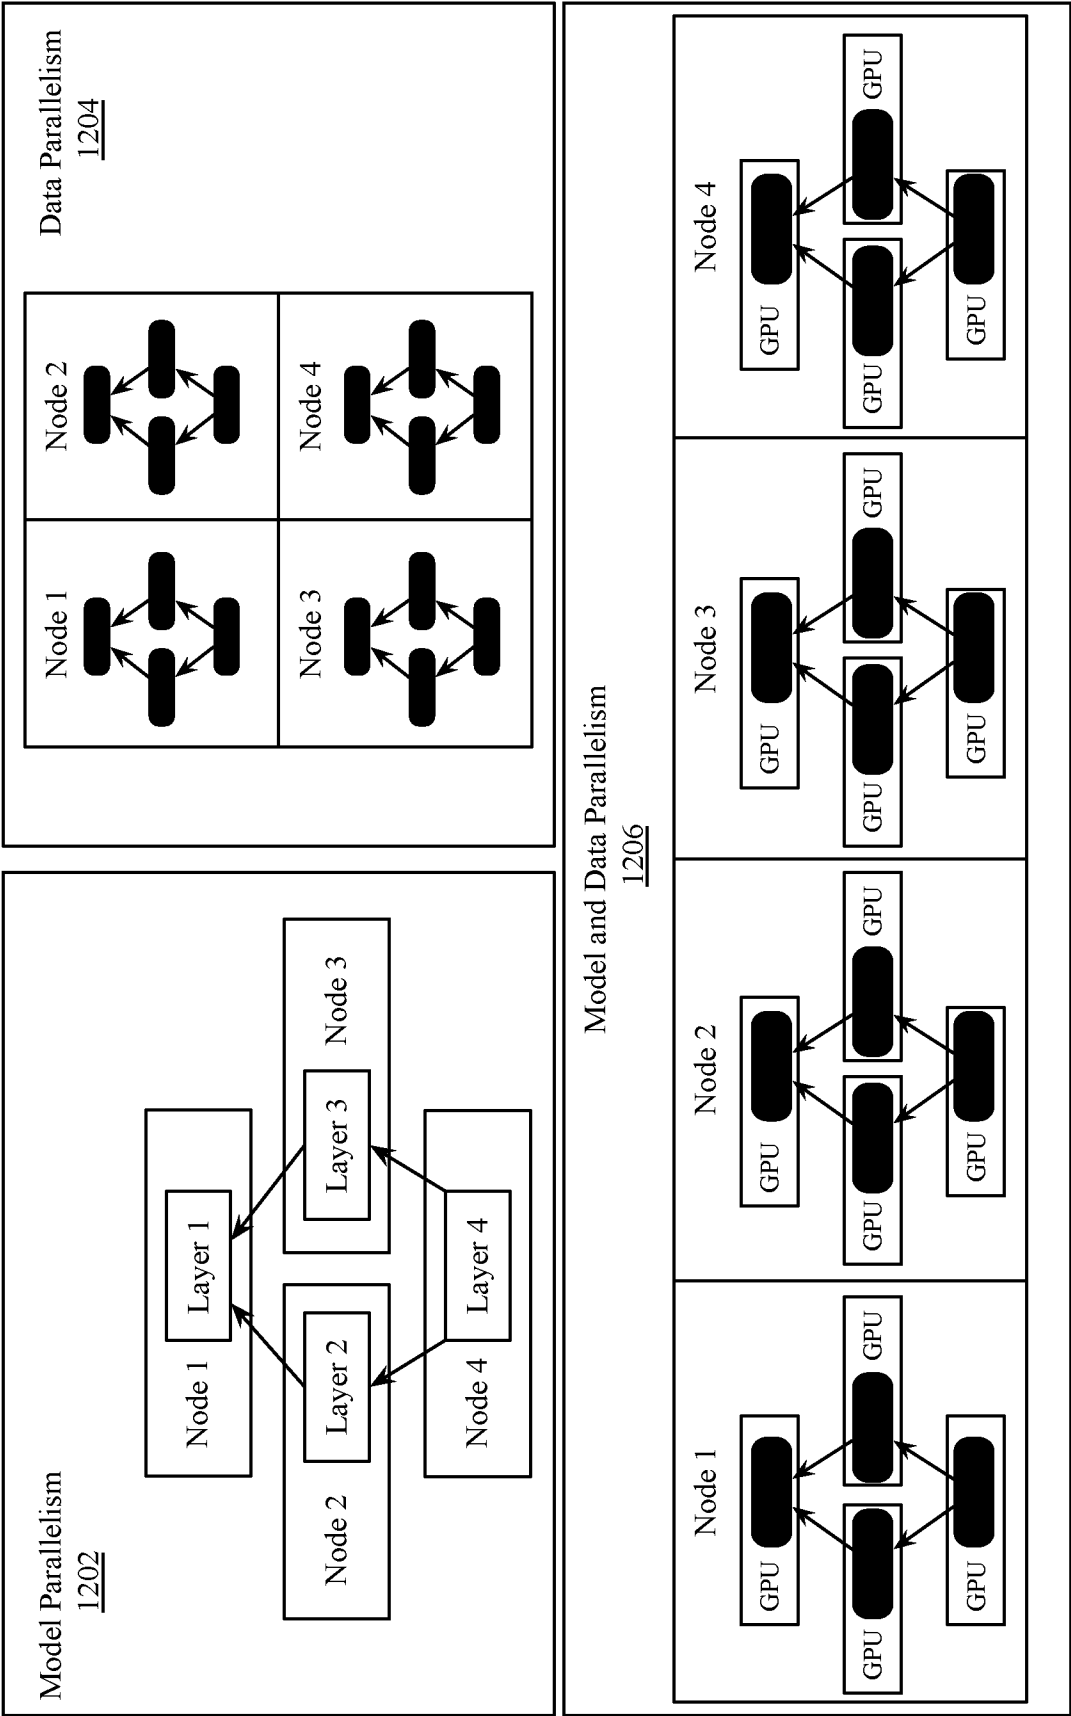 Model Parallelism
1202
Node 1
Layer 1
Node 2
Layer 2
Layer 3
Node 3
Node 4
Layer 4
Data Parallelism
1204
Node 1
Node 2
Node 3
Node 4
Model and Data Parallelism
1206
Node 1
GPU
GPU
GPU
GPU
Node 2
GPU
GPU
GPU
GPU
Node 3
GPU
GPU
GPU
GPU
Node 4
GPU
GPU
GPU
GPU